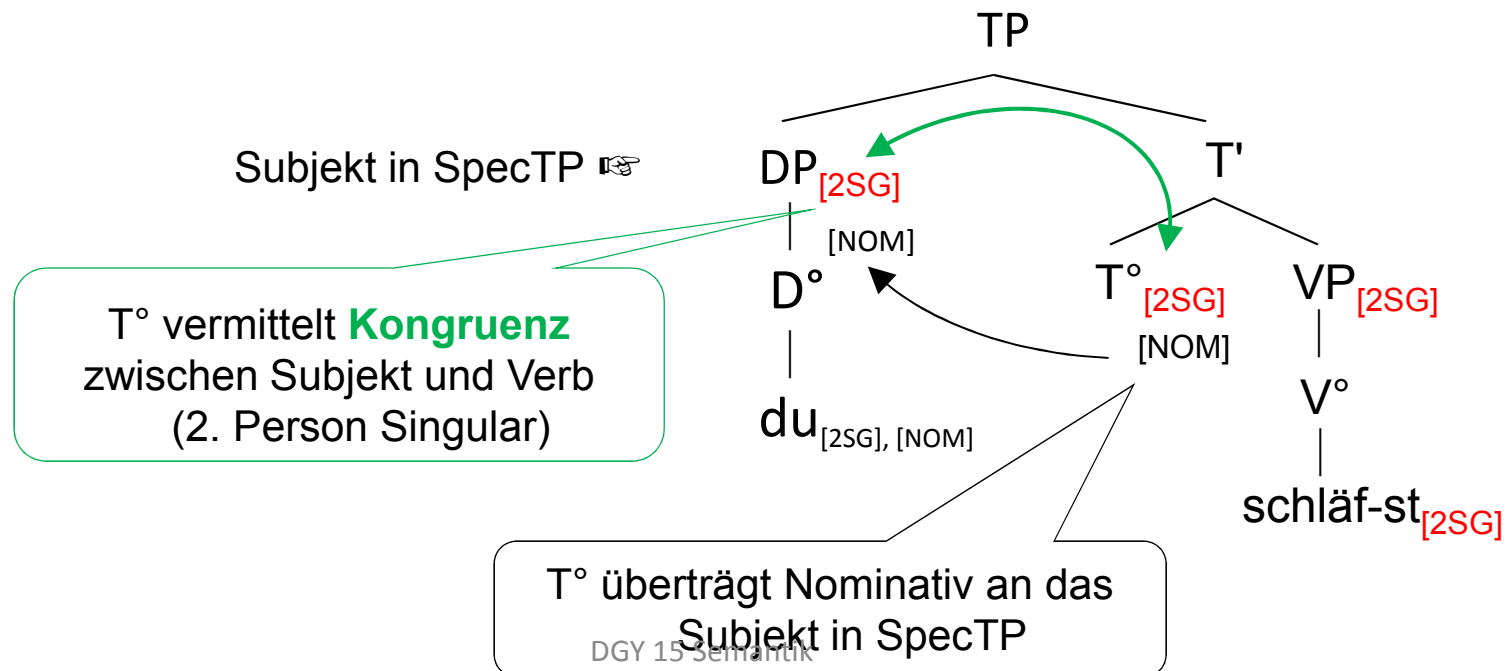 TP
Subjekt in SpecTP ☞ DP[2SG] T'
[NOM]
D° T°[2SG] VP[2SG]
[NOM]
T° vermittelt Kongruenz
zwischen Subjekt und Verb
(2. Person Singular)
V°
du[2SG], [NOM]
schläf-st[2SG]
T° überträgt Nominativ an das
Subjekt in SpecTP
DGY 15 Semantik